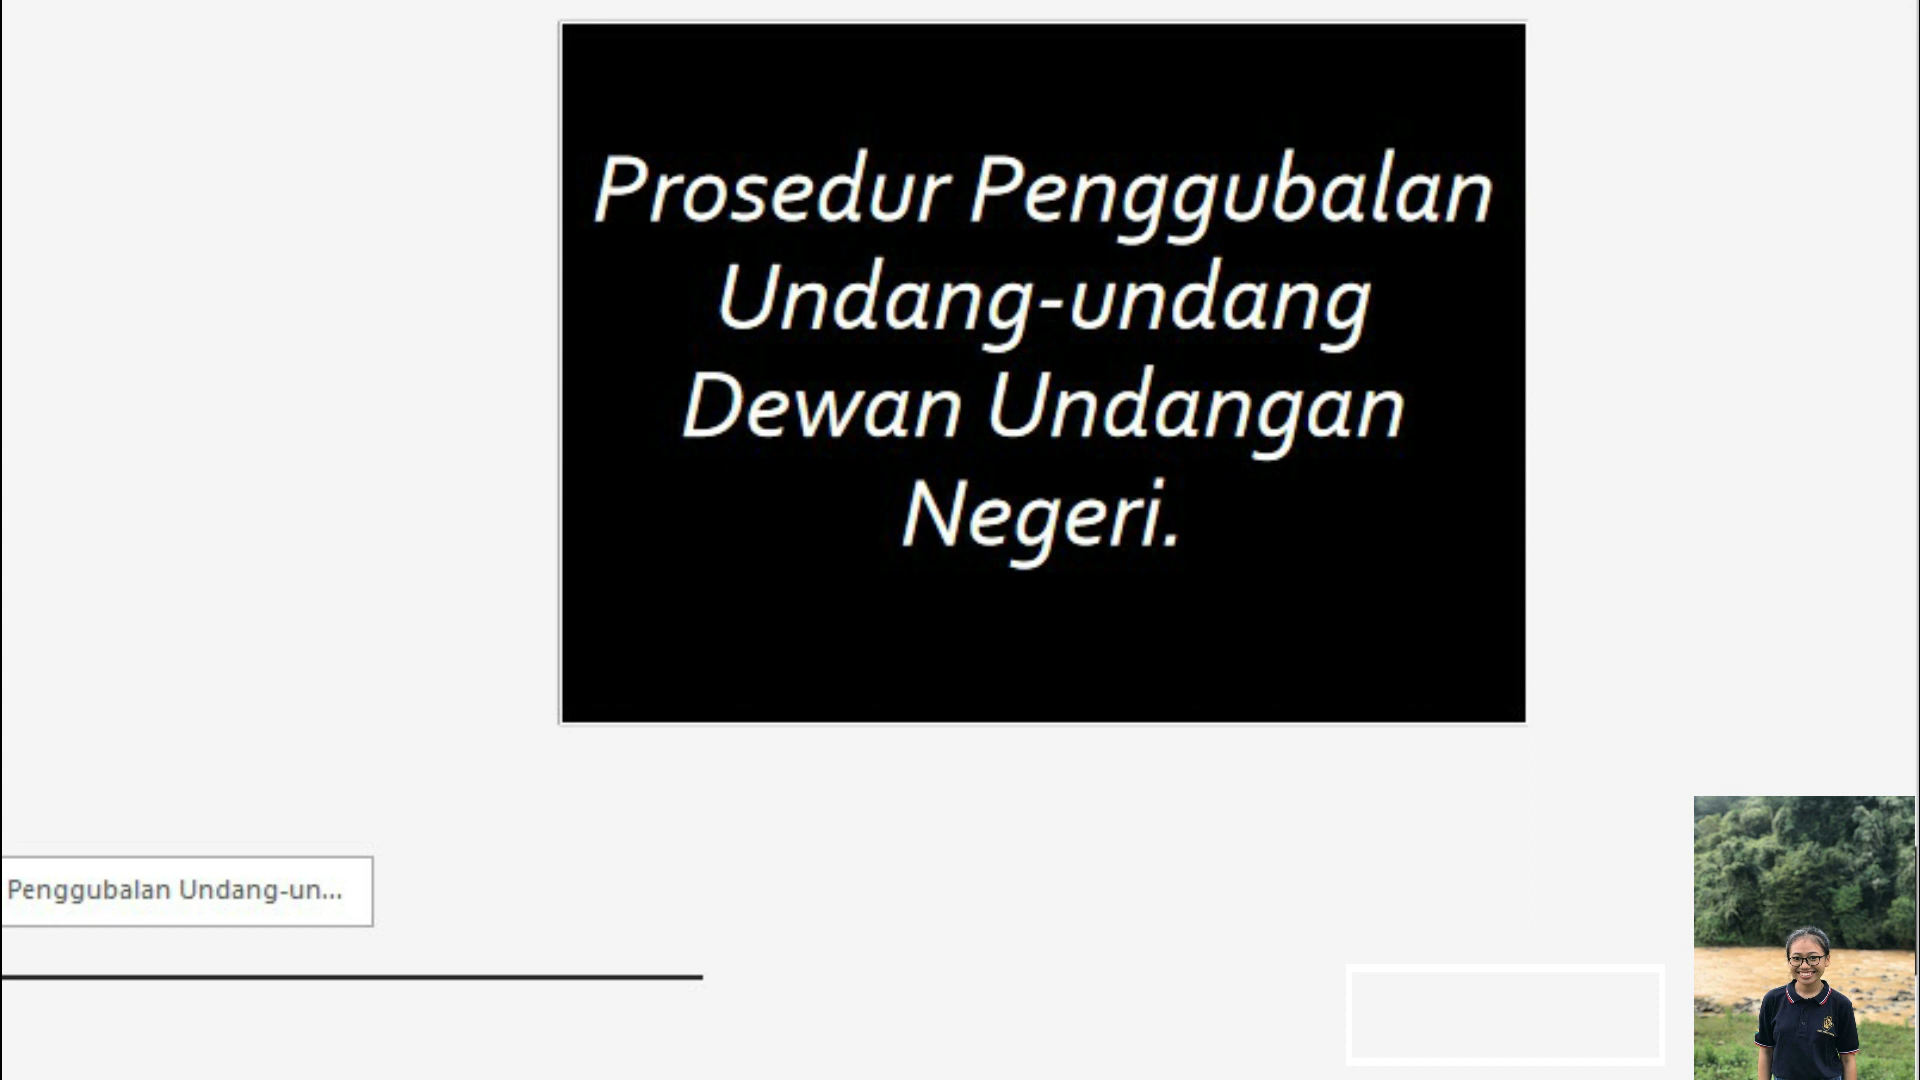 Prosedur Penggubalan
Undang-undang
Dewan Undangan
Negeri.
Penggubalan Undang-un...